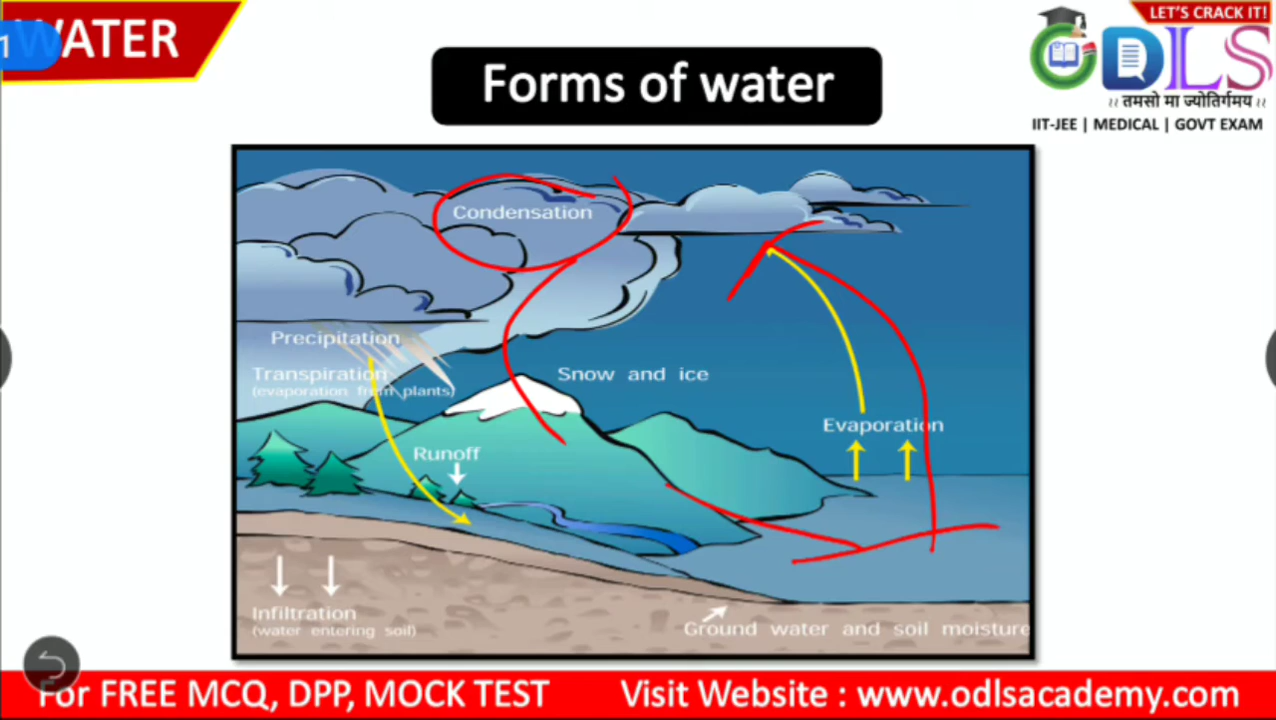 WATER
1
LET'S CRACK IT!
ODLS
Forms of water
।। तमसो मा ज्योतिर्गमय ।।
IIT-JEE | MEDICAL | GOVT EXAM
Condensation
Precipitation
Transpiration
(evaporation from plants)
Snow and ice
Evaporation
Runoff
Infiltration
(water entering soil)
Ground water and soil moisture
For FREE MCQ, DPP, MOCK TEST Visit Website : www.odlsacademy.com